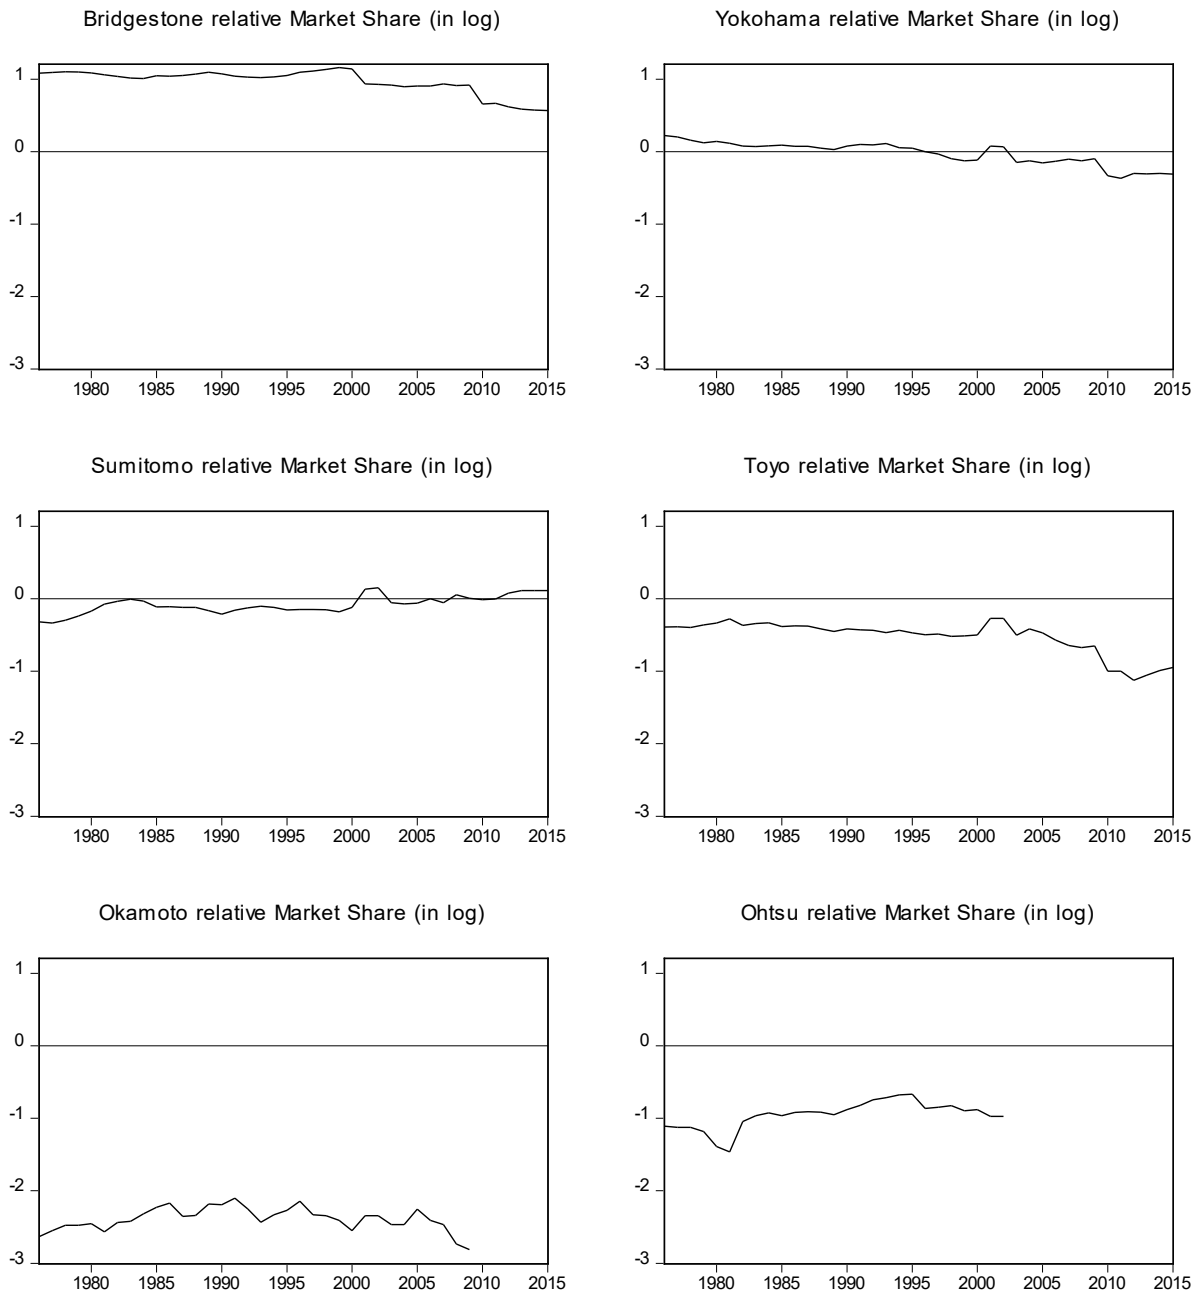 Bridgestone relative Market Share (in log)
1
0
-1
-2
-3
1980 1985 1990 1995 2000 2005 2010 2015
Yokohama relative Market Share (in log)
1
0
-1
-2
-3
1980 1985 1990 1995 2000 2005 2010 2015
Sumitomo relative Market Share (in log)
1
0
-1
-2
-3
1980 1985 1990 1995 2000 2005 2010 2015
Toyo relative Market Share (in log)
1
0
-1
-2
-3
1980 1985 1990 1995 2000 2005 2010 2015
Okamoto relative Market Share (in log)
1
0
-1
-2
-3
1980 1985 1990 1995 2000 2005 2010 2015
Ohtsu relative Market Share (in log)
1
0
-1
-2
-3
1980 1985 1990 1995 2000 2005 2010 2015